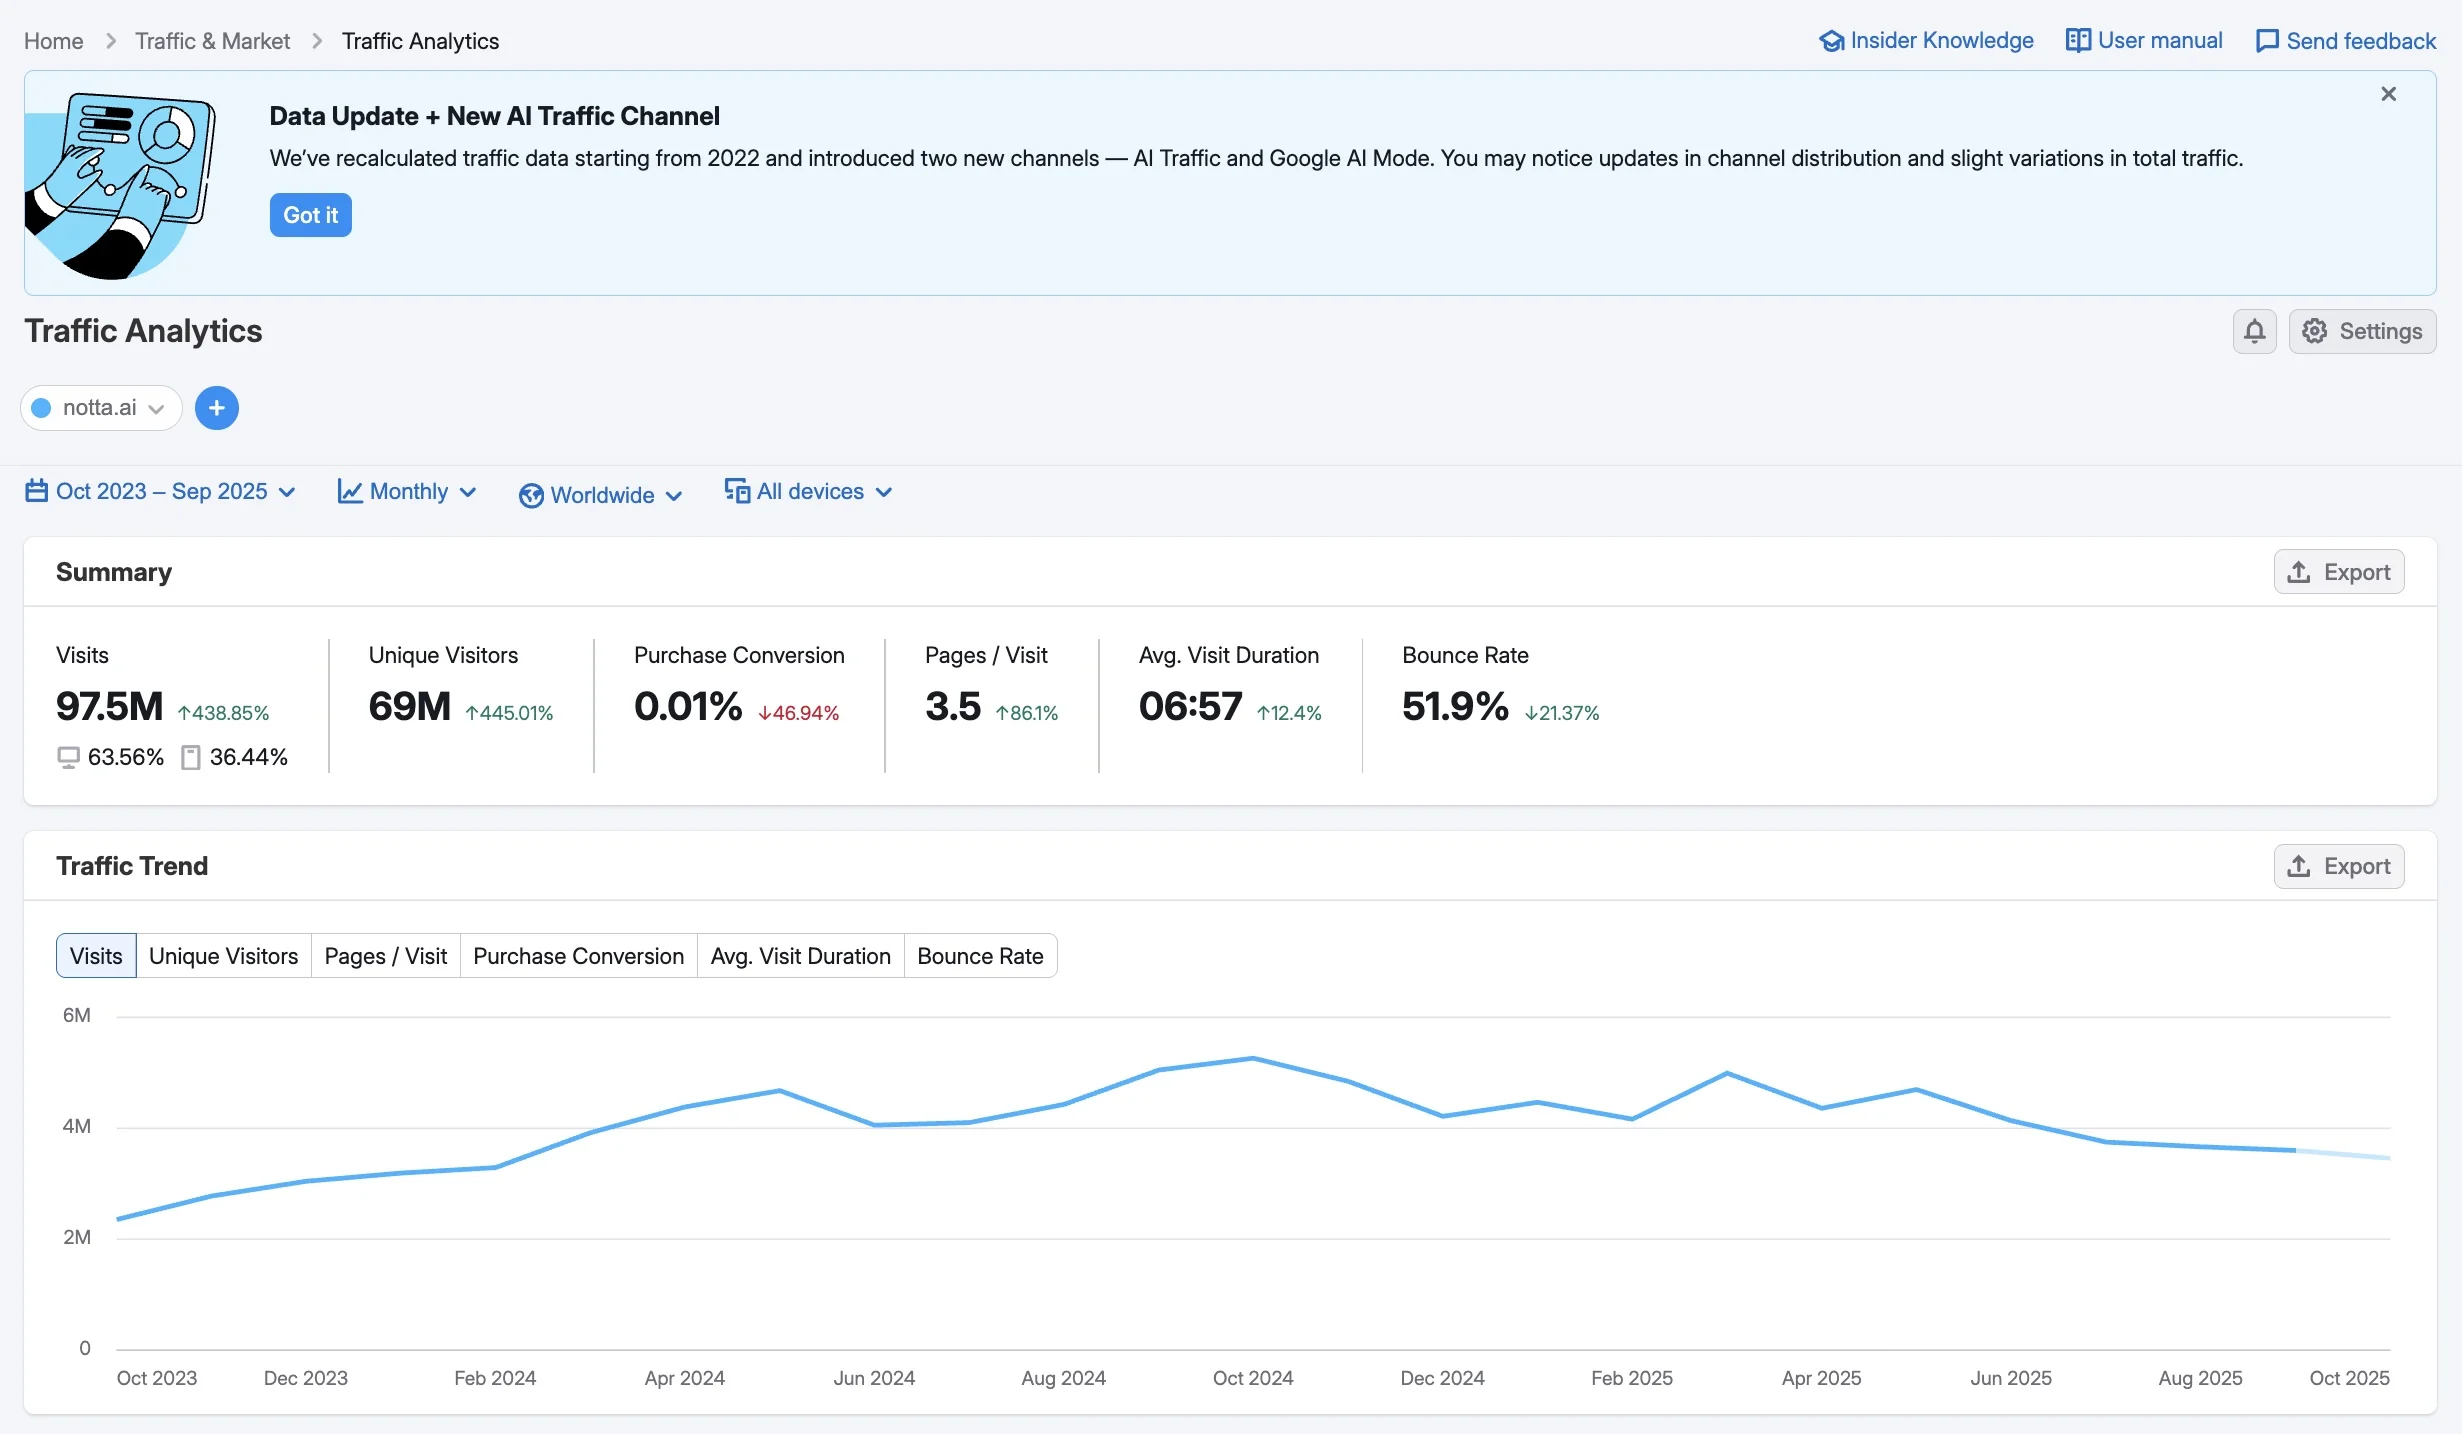 Home > Traffic & Market > Traffic Analytics
Insider Knowledge User manual Send feedback
Data Update + New AI Traffic Channel
We've recalculated traffic data starting from 2022 and introduced two new channels — AI Traffic and Google AI Mode. You may notice updates in channel distribution and slight variations in total traffic.
Got it
Traffic Analytics
Settings
notta.ai
Oct 2023 – Sep 2025 Monthly Worldwide All devices
Summary
Export
Visits Unique Visitors Purchase Conversion Pages / Visit Avg. Visit Duration Bounce Rate
97.5M ↑438.85% 69M ↑445.01% 0.01% ↓46.94% 3.5 ↑86.1% 06:57 ↑12.4% 51.9% ↓21.37%
63.56% 36.44%
Traffic Trend
Export
Visits Unique Visitors Pages / Visit Purchase Conversion Avg. Visit Duration Bounce Rate
6M
4M
2M
0
Oct 2023 Dec 2023 Feb 2024 Apr 2024 Jun 2024 Aug 2024 Oct 2024 Dec 2024 Feb 2025 Apr 2025 Jun 2025 Aug 2025 Oct 2025